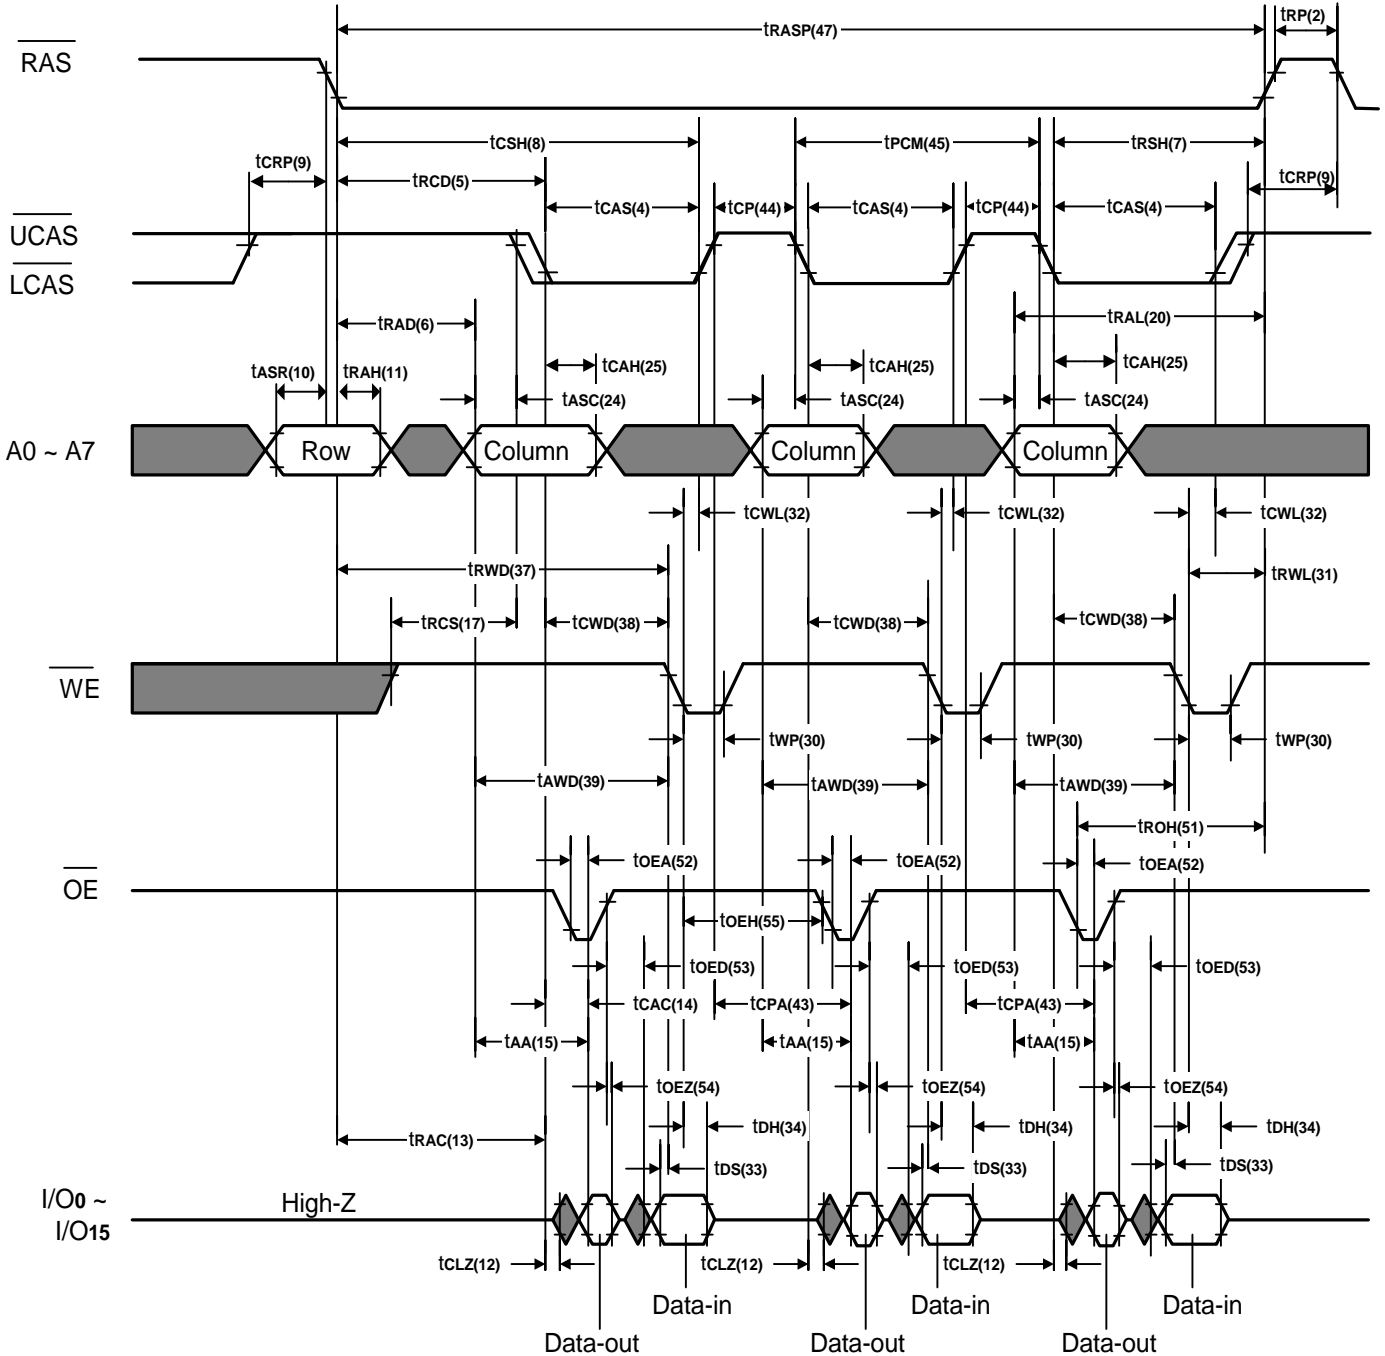 tRP(2)
tRASP(47)
RAS
tCSH(8) tPCM(45) tRSH(7)
tCRP(9) tRCD(5) tCRP(9)
tCAS(4) tCP(44) tCAS(4) tCP(44) tCAS(4)
UCAS
LCAS
tRAD(6) tRAL(20)
tASR(10) tRAH(11) tCAH(25) tCAH(25) tCAH(25)
tASC(24) tASC(24) tASC(24)
A0 ~ A7 Row Column Column Column
tCWL(32) tCWL(32) tCWL(32)
tRWD(37) tRWL(31)
tRCS(17) tCWD(38) tCWD(38) tCWD(38)
WE
tWP(30) tWP(30) tWP(30)
tAWD(39) tAWD(39) tAWD(39)
tROH(51)
tOEA(52) tOEA(52) tOEA(52)
OE
tOEH(55)
tOED(53) tOED(53) tOED(53)
tCAC(14) tCPA(43) tCPA(43)
tAA(15) tAA(15) tAA(15)
tOEZ(54) tOEZ(54) tOEZ(54)
tRAC(13) tDH(34) tDH(34) tDH(34)
tDS(33) tDS(33) tDS(33)
I/O0 ~ High-Z
I/O15
tCLZ(12) tCLZ(12) tCLZ(12)
Data-in Data-in Data-in
Data-out Data-out Data-out